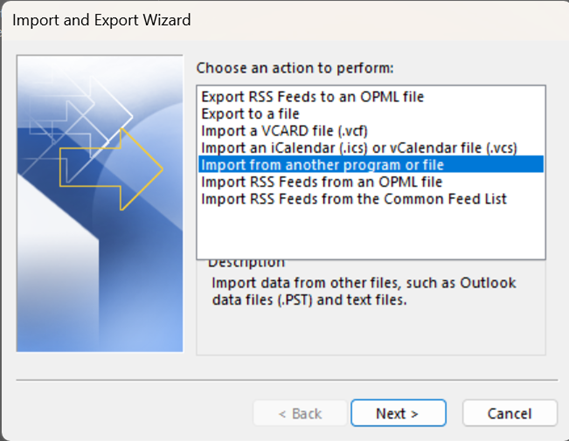 Import and Export Wizard
Choose an action to perform:
Export RSS Feeds to an OPML file
Export to a file
Import a VCARD file (.vcf)
Import an iCalendar (.ics) or vCalendar file (.vcs)
Import from another program or file
Import RSS Feeds from an OPML file
Import RSS Feeds from the Common Feed List
Description
Import data from other files, such as Outlook
data files (.PST) and text files.
< Back
Next >
Cancel